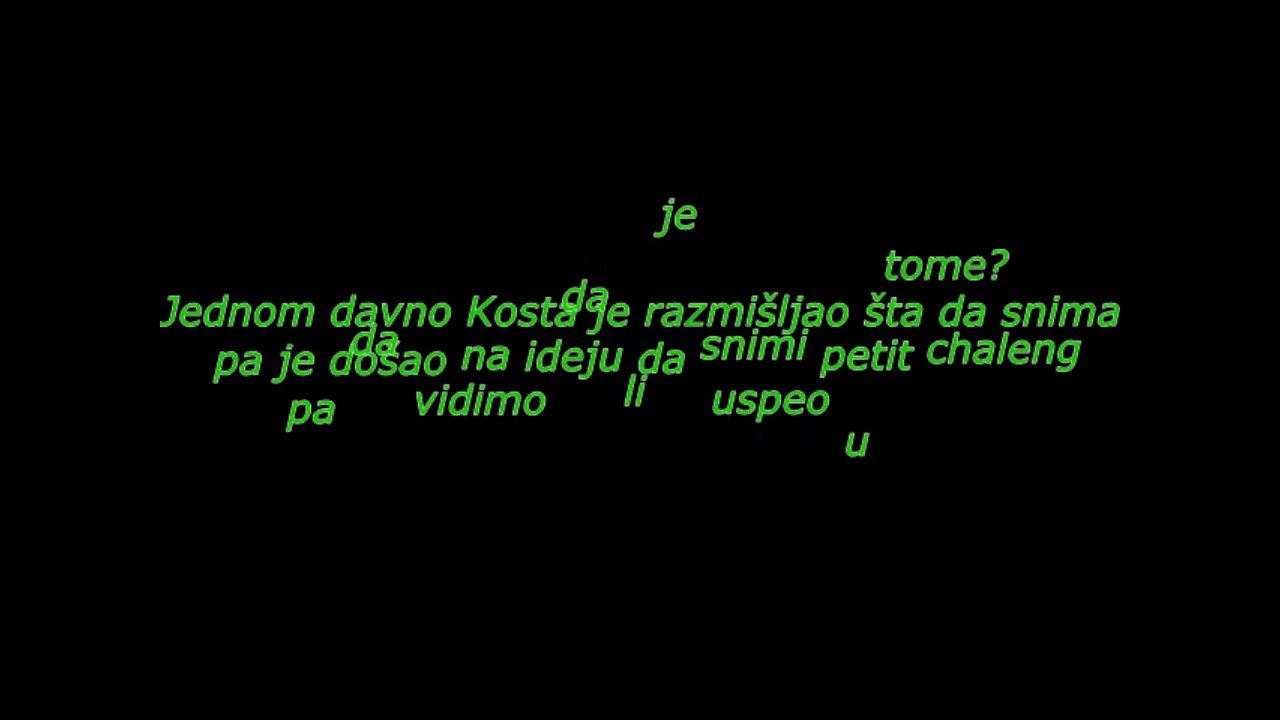 Jednom davno Kosta je razmišljao šta da snima
pa je došao na ideju da snimi petit chaleng
pa da vidimo da li je uspeo u tome?